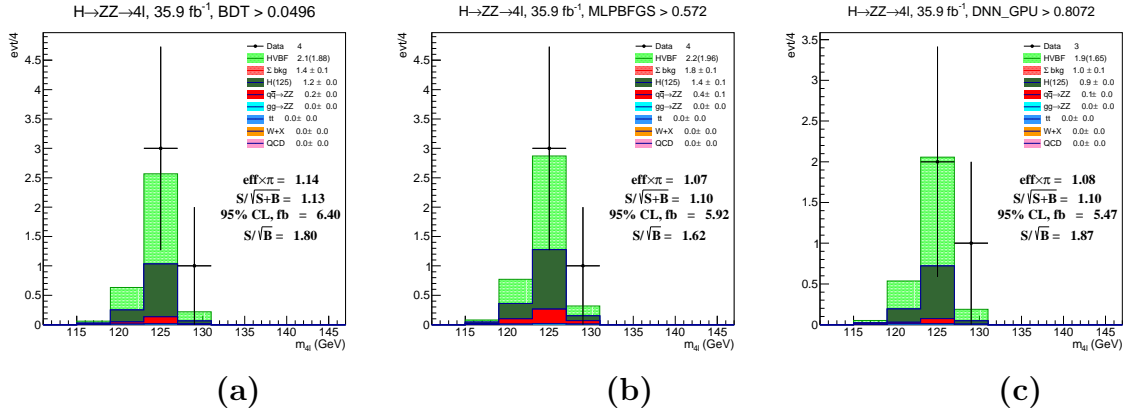 H→ZZ→4l, 35.9 fb⁻¹, BDT > 0.0496
evt/4
4.5
4
3.5
3
2.5
2
1.5
1
0.5
0
Data 4
HVBF 2.1(1.88)
Σ bkg 1.4 ± 0.1
H(125) 1.2 ± 0.0
qq̅→ZZ 0.2± 0.0
gg→ZZ 0.0± 0.0
tt 0.0± 0.0
W+X 0.0± 0.0
QCD 0.0± 0.0
eff×π = 1.14
S/√S+B = 1.13
95% CL, fb = 6.40
S/√B = 1.80
115 120 125 130 135 140 145
m4l (GeV)
(a)
H→ZZ→4l, 35.9 fb⁻¹, MLPBFGS > 0.572
evt/4
4.5
4
3.5
3
2.5
2
1.5
1
0.5
0
Data 4
HVBF 2.2(1.96)
Σ bkg 1.8 ± 0.1
H(125) 1.4 ± 0.1
qq̅→ZZ 0.4± 0.1
gg→ZZ 0.0± 0.0
tt 0.0± 0.0
W+X 0.0± 0.0
QCD 0.0± 0.0
eff×π = 1.07
S/√S+B = 1.10
95% CL, fb = 5.92
S/√B = 1.62
115 120 125 130 135 140 145
m4l (GeV)
(b)
H→ZZ→4l, 35.9 fb⁻¹, DNN_GPU > 0.8072
evt/4
3.5
3
2.5
2
1.5
1
0.5
0
Data 3
HVBF 1.9(1.65)
Σ bkg 1.0 ± 0.1
H(125) 0.9 ± 0.0
qq̅→ZZ 0.1± 0.0
gg→ZZ 0.0± 0.0
tt 0.0± 0.0
W+X 0.0± 0.0
QCD 0.0± 0.0
eff×π = 1.08
S/√S+B = 1.10
95% CL, fb = 5.47
S/√B = 1.87
115 120 125 130 135 140 145
m4l (GeV)
(c)